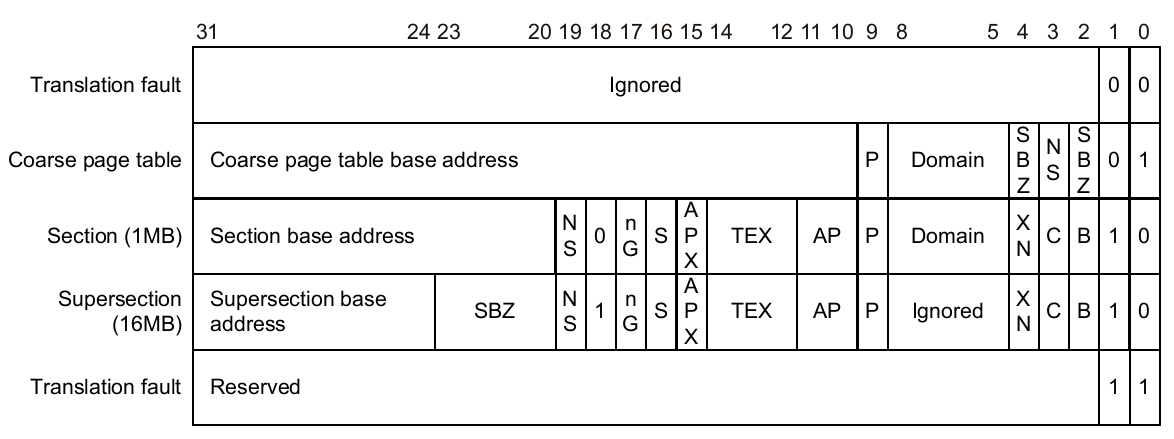 31 24 23 20 19 18 17 16 15 14 12 11 10 9 8 5 4 3 2 1 0
Translation fault Ignored 0 0
Coarse page table Coarse page table base address P Domain SBZ NS SBZ 0 1
Section (1MB) Section base address NS 0 nG S APX TEX AP P Domain XN C B 1 0
Supersection (16MB) Supersection base address SBZ NS 1 nG S APX TEX AP P Ignored XN C B 1 0
Translation fault Reserved 1 1